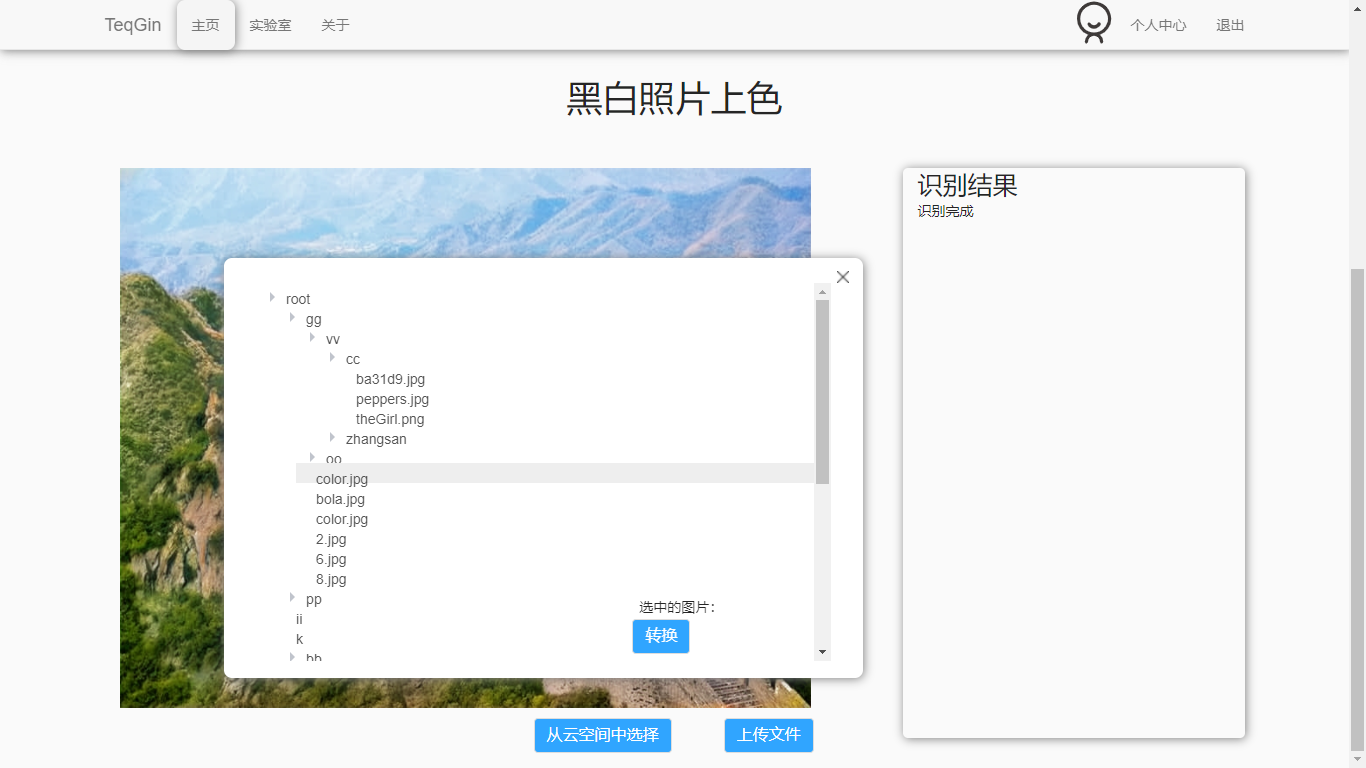 TeqGin 主页 实验室 关于 个人中心 退出
黑白照片上色
识别结果
识别完成
root
gg
vv
cc
ba31d9.jpg
peppers.jpg
theGirl.png
zhangsan
oo
color.jpg
bola.jpg
color.jpg
2.jpg
6.jpg
8.jpg
pp
ii
k
bb
选中的图片：
转换
从云空间中选择 上传文件